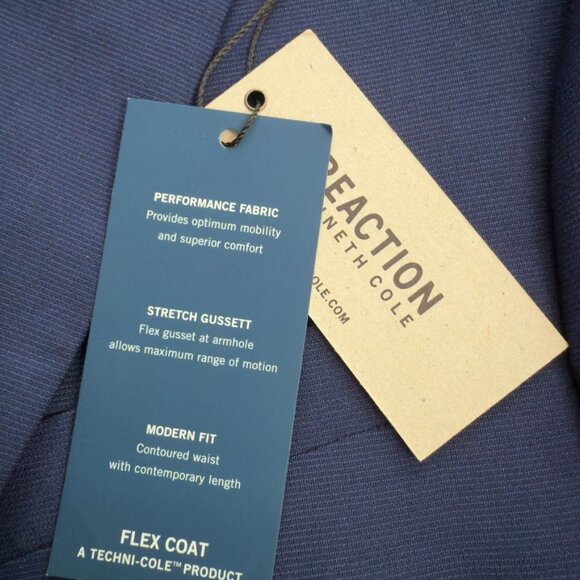 PERFORMANCE FABRIC
Provides optimum mobility
and superior comfort
STRETCH GUSSETT
Flex gusset at armhole
allows maximum range of motion
MODERN FIT
Contoured waist
with contemporary length
FLEX COAT
A TECHNI-COLE™ PRODUCT
REACTION
NNETH COLE
OLE.COM